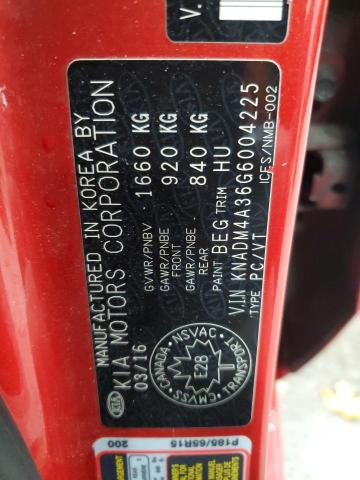 MANUFACTURED IN KOREA BY
KIA MOTORS CORPORATION
KIA
03/16
GVWR/PNBV 1660 KG
GAWR/PNBE FRONT 920 KG
GAWR/PNBE REAR 840 KG
PAINT BEG TRIM HU
V.I.N KNADM4A36G6004225
TYPE PC/VT ICES/NMB-002
CANADA
NSVAC
E28
CMVSS
TRANSPORT
P185/65R15
200
V.